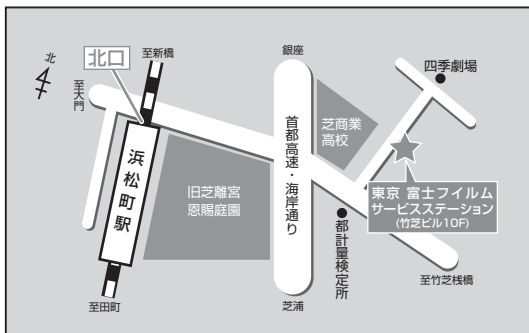 北
至新橋
北口
至大門
浜松町駅
至田町
旧芝離宮
恩賜庭園
銀座
首都高速・海岸通り
芝浦
芝商業
高校
四季劇場
東京 富士フイルム
サービスステーション
(竹芝ビル10F)
都計量検定所
至竹芝桟橋